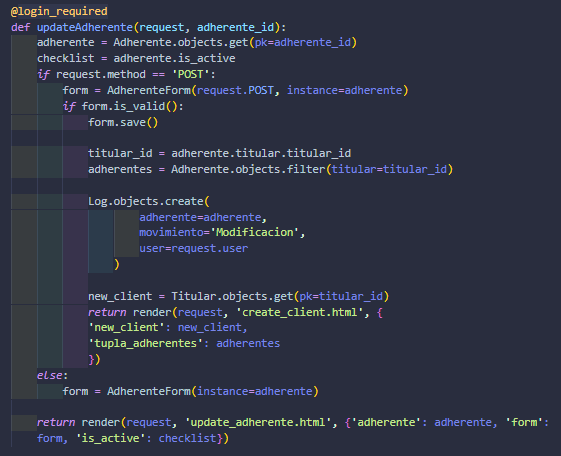 @login_required
def updateAdherente(request, adherente_id):
    adherente = Adherente.objects.get(pk=adherente_id)
    checklist = adherente.is_active
    if request.method == 'POST':
        form = AdherenteForm(request.POST, instance=adherente)
        if form.is_valid():
            form.save()

            titular_id = adherente.titular.titular_id
            adherentes = Adherente.objects.filter(titular=titular_id)

            Log.objects.create(
                    adherente=adherente,
                    movimiento='Modificacion',
                    user=request.user
                )

            new_client = Titular.objects.get(pk=titular_id)
            return render(request, 'create_client.html', {
            'new_client': new_client,
            'tupla_adherentes': adherentes
            })
    else:
        form = AdherenteForm(instance=adherente)

    return render(request, 'update_adherente.html', {'adherente': adherente, 'form':
    form, 'is_active': checklist})